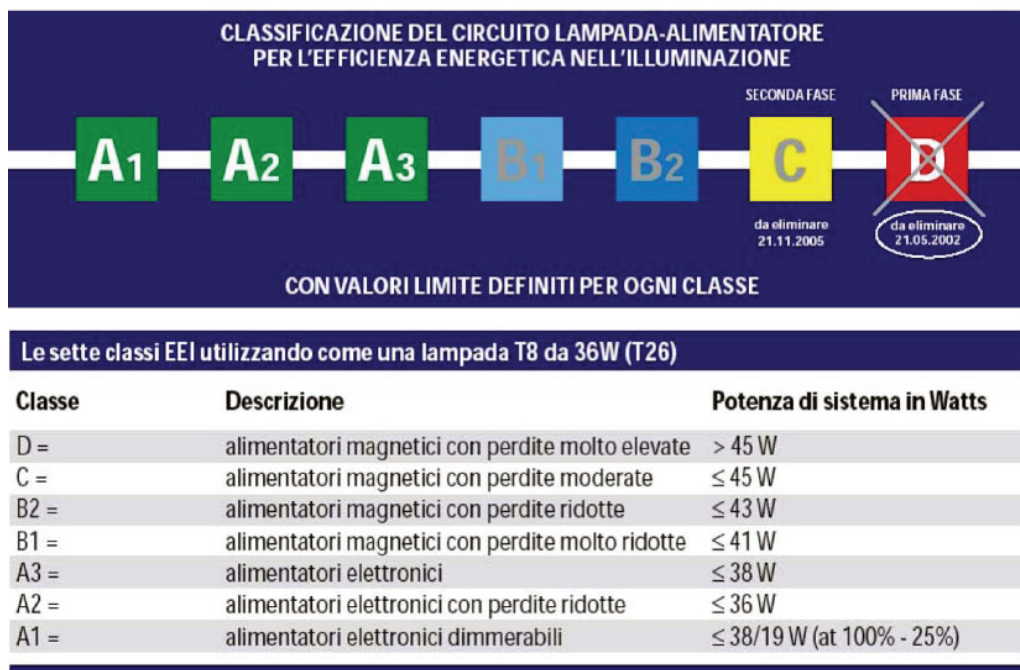 CLASSIFICAZIONE DEL CIRCUITO LAMPADA-ALIMENTATORE
PER L'EFFICIENZA ENERGETICA NELL'ILLUMINAZIONE
SECONDA FASE PRIMA FASE
A1 A2 A3 B1 B2 C D
da eliminare da eliminare
21.11.2005 21.05.2002
CON VALORI LIMITE DEFINITI PER OGNI CLASSE
Le sette classi EEI utilizzando come una lampada T8 da 36W (T26)
Classe Descrizione Potenza di sistema in Watts
D = alimentatori magnetici con perdite molto elevate > 45 W
C = alimentatori magnetici con perdite moderate ≤ 45 W
B2 = alimentatori magnetici con perdite ridotte ≤ 43 W
B1 = alimentatori magnetici con perdite molto ridotte ≤ 41 W
A3 = alimentatori elettronici ≤ 38 W
A2 = alimentatori elettronici con perdite ridotte ≤ 36 W
A1 = alimentatori elettronici dimmerabili ≤ 38/19 W (at 100% - 25%)